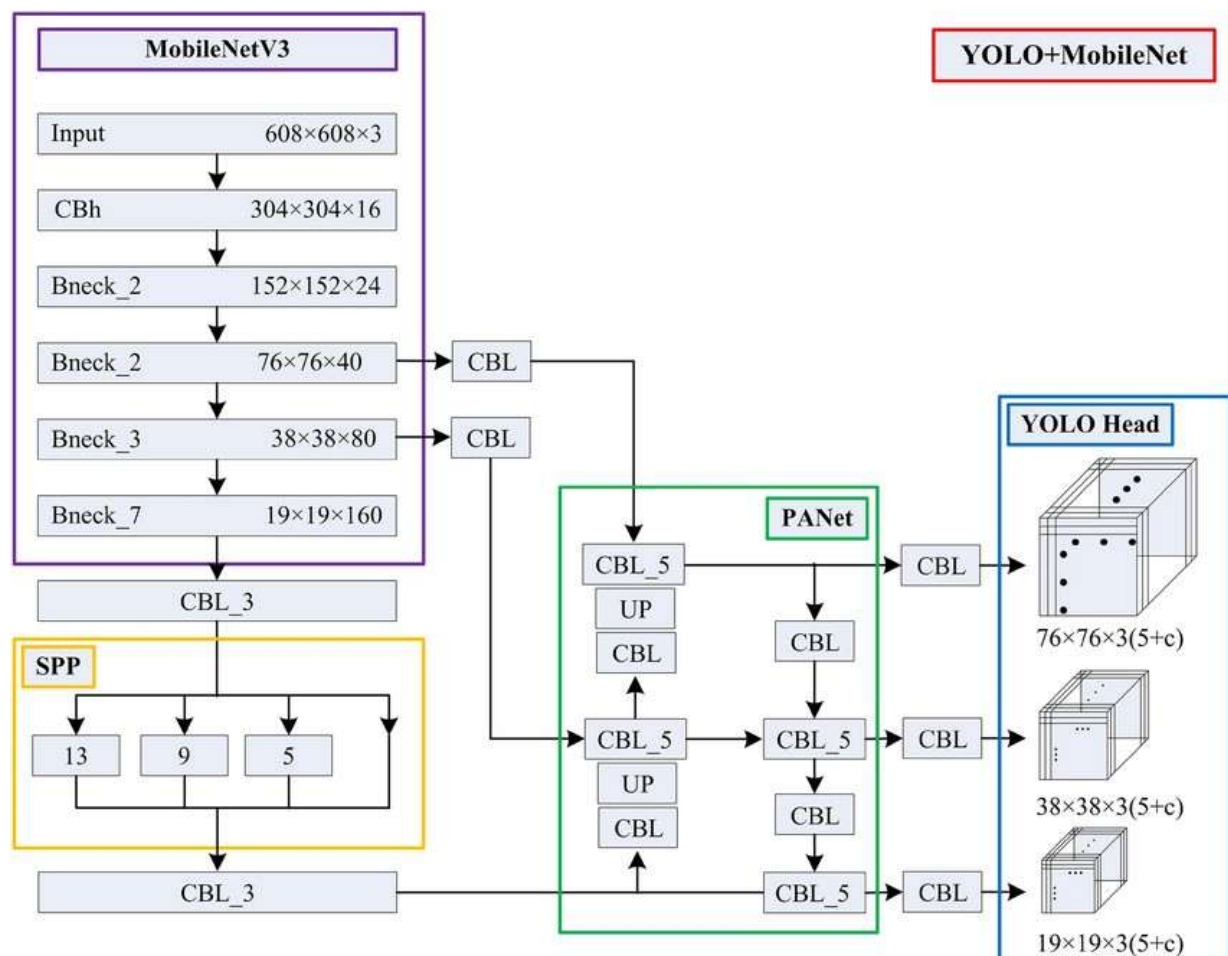 MobileNetV3
YOLO+MobileNet
Input 608×608×3
CBh 304×304×16
Bneck_2 152×152×24
Bneck_2 76×76×40
CBL
Bneck_3 38×38×80
CBL
Bneck_7 19×19×160
CBL_3
SPP
13 9 5
CBL_3
PANet
CBL_5
UP
CBL
CBL
CBL_5
CBL_5
UP
CBL
CBL
CBL_5
CBL
CBL
CBL
YOLO Head
76×76×3(5+c)
38×38×3(5+c)
19×19×3(5+c)